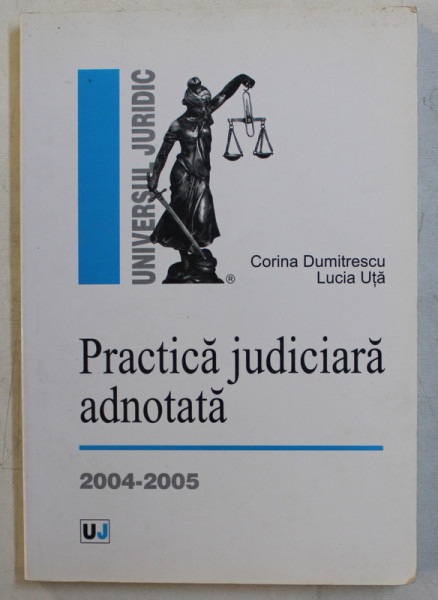 UNIVERSUL JURIDIC
®
Corina Dumitrescu
Lucia Uță
Practică judiciară
adnotată
2004-2005
UJ